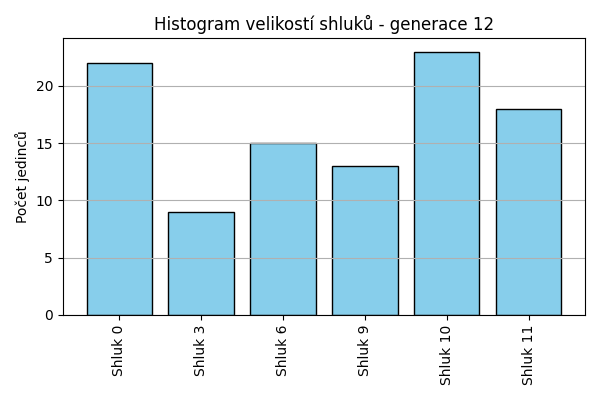 Histogram velikostí shluků - generace 12
Počet jedinců
20
15
10
5
0
Shluk 0
Shluk 3
Shluk 6
Shluk 9
Shluk 10
Shluk 11